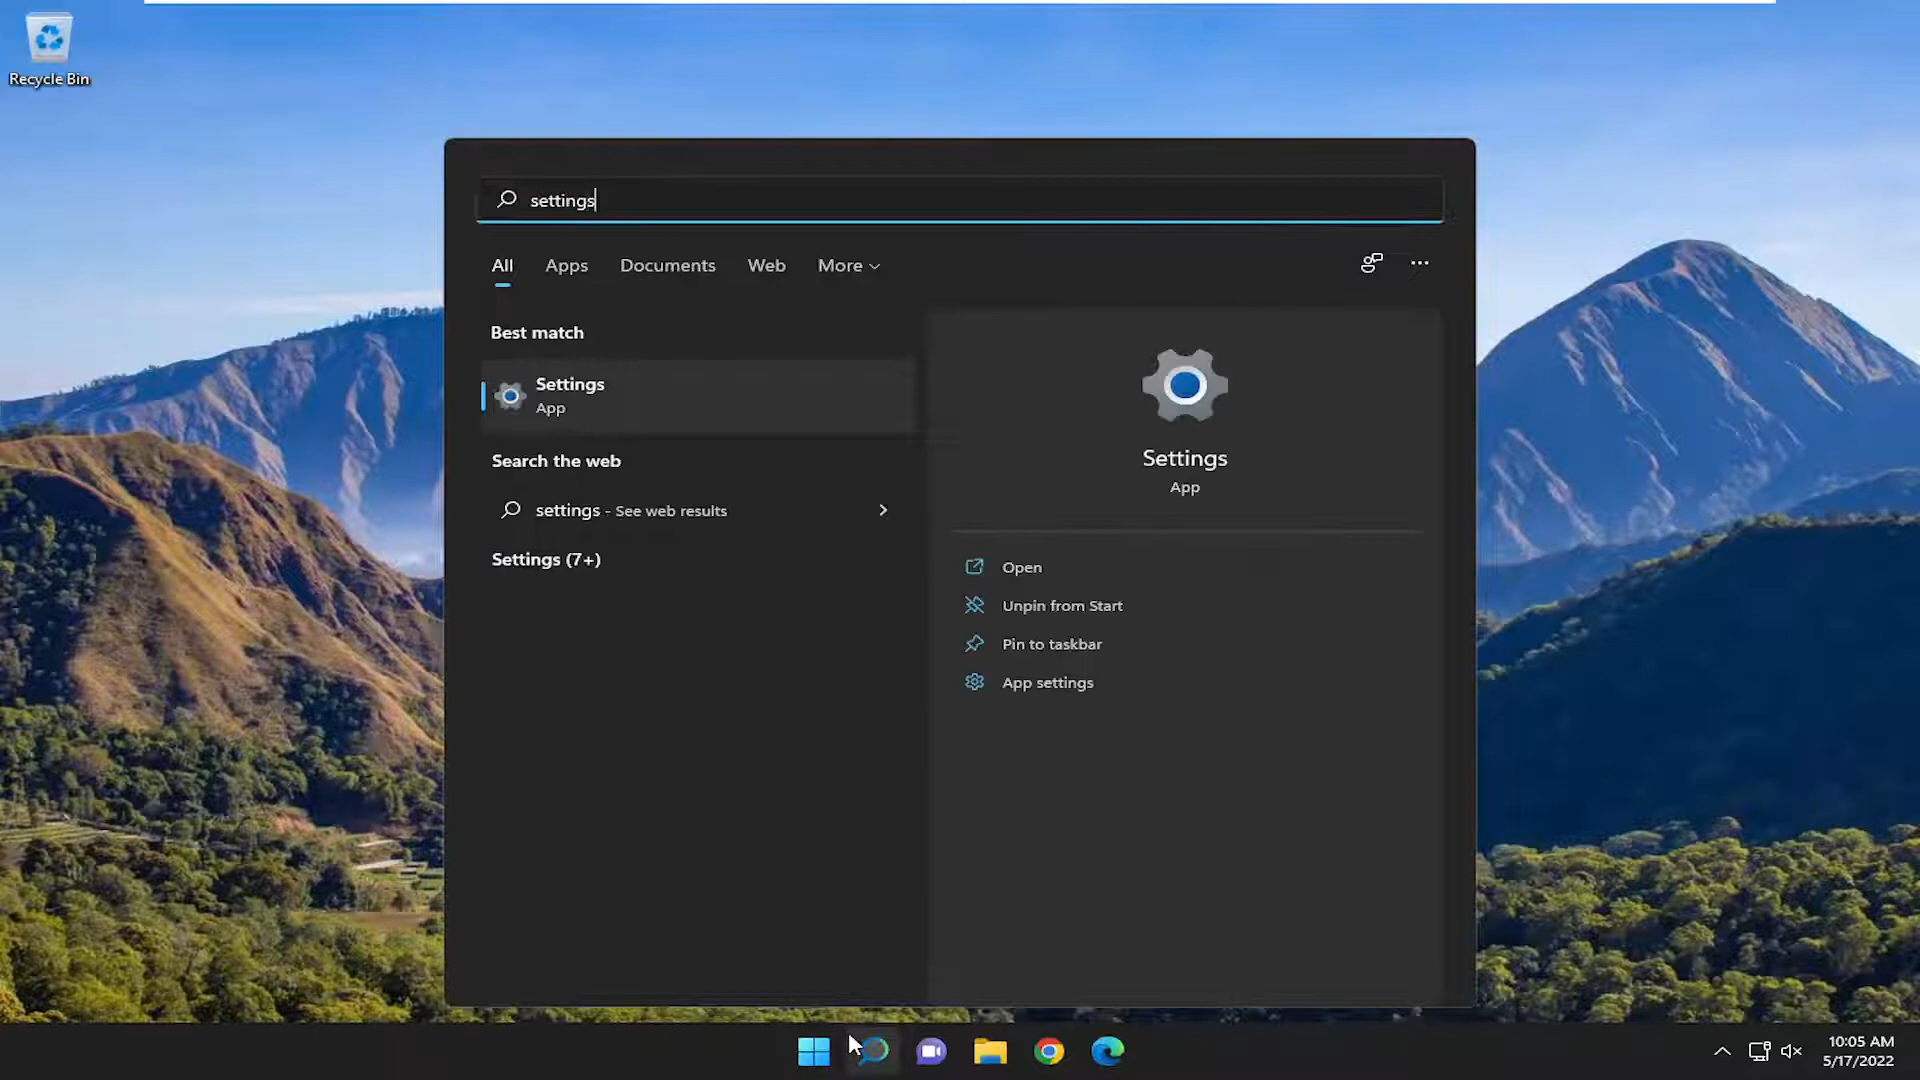 Recycle Bin
settings
All Apps Documents Web More
Best match
Settings
App
Search the web
settings - See web results
Settings (7+)
Settings
App
Open
Unpin from Start
Pin to taskbar
App settings
10:05 AM
5/17/2022